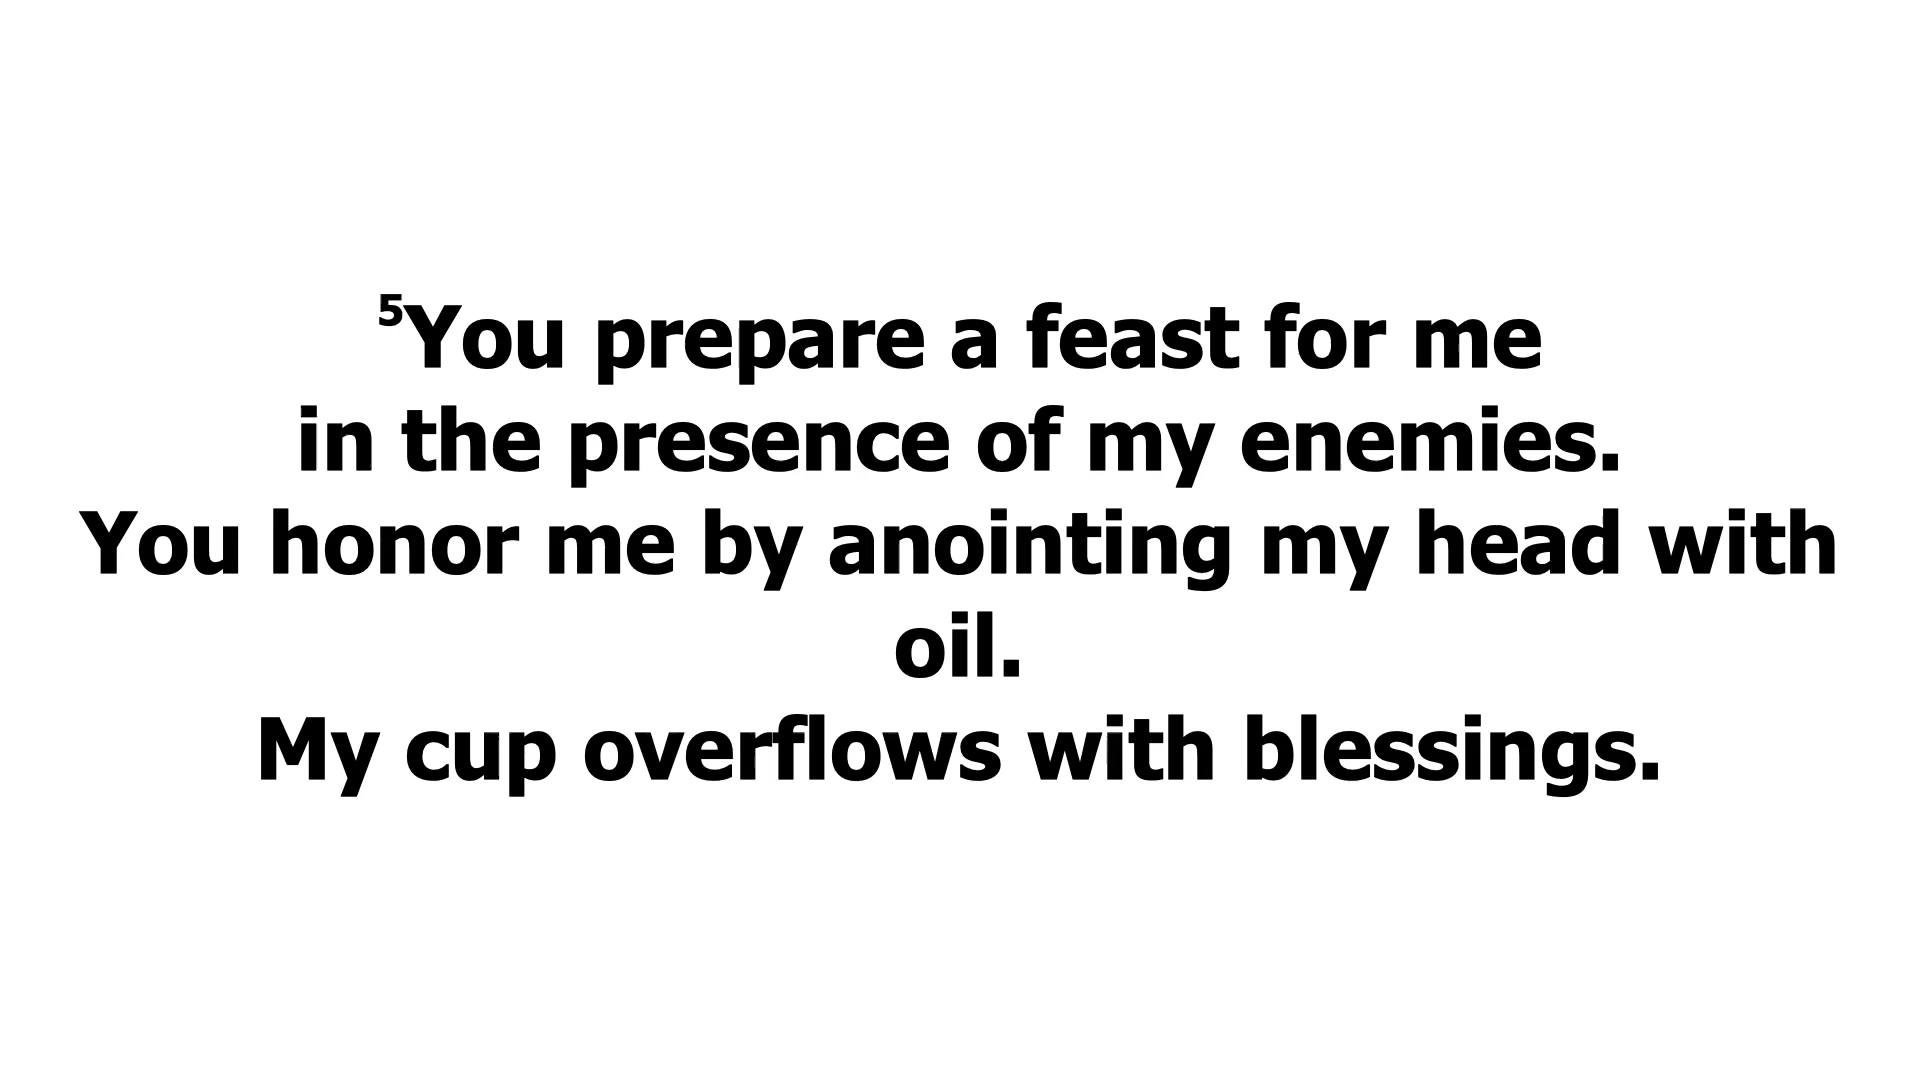 ⁵You prepare a feast for me
in the presence of my enemies.
You honor me by anointing my head with
oil.
My cup overflows with blessings.